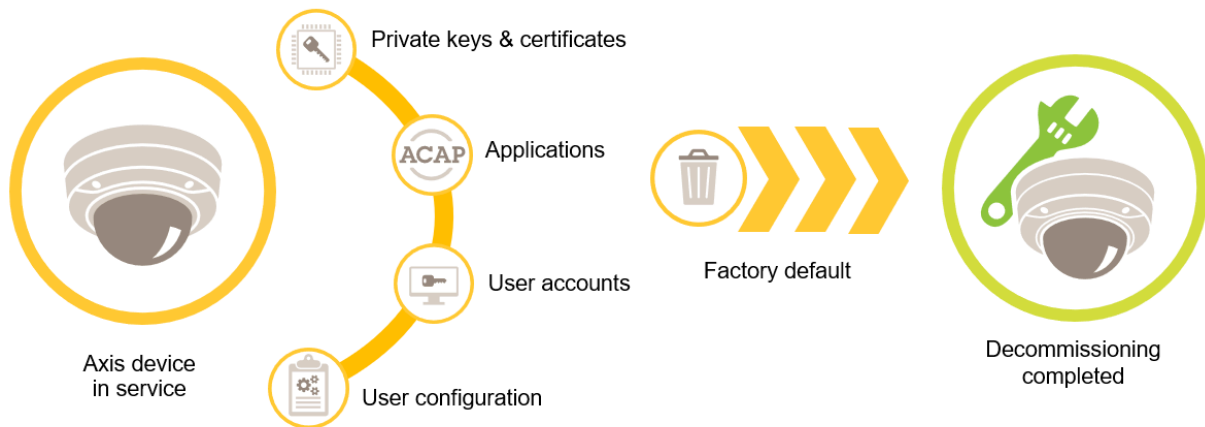 Private keys & certificates
ACAP
Applications
User accounts
User configuration
Axis device
in service
Factory default
Decommissioning
completed